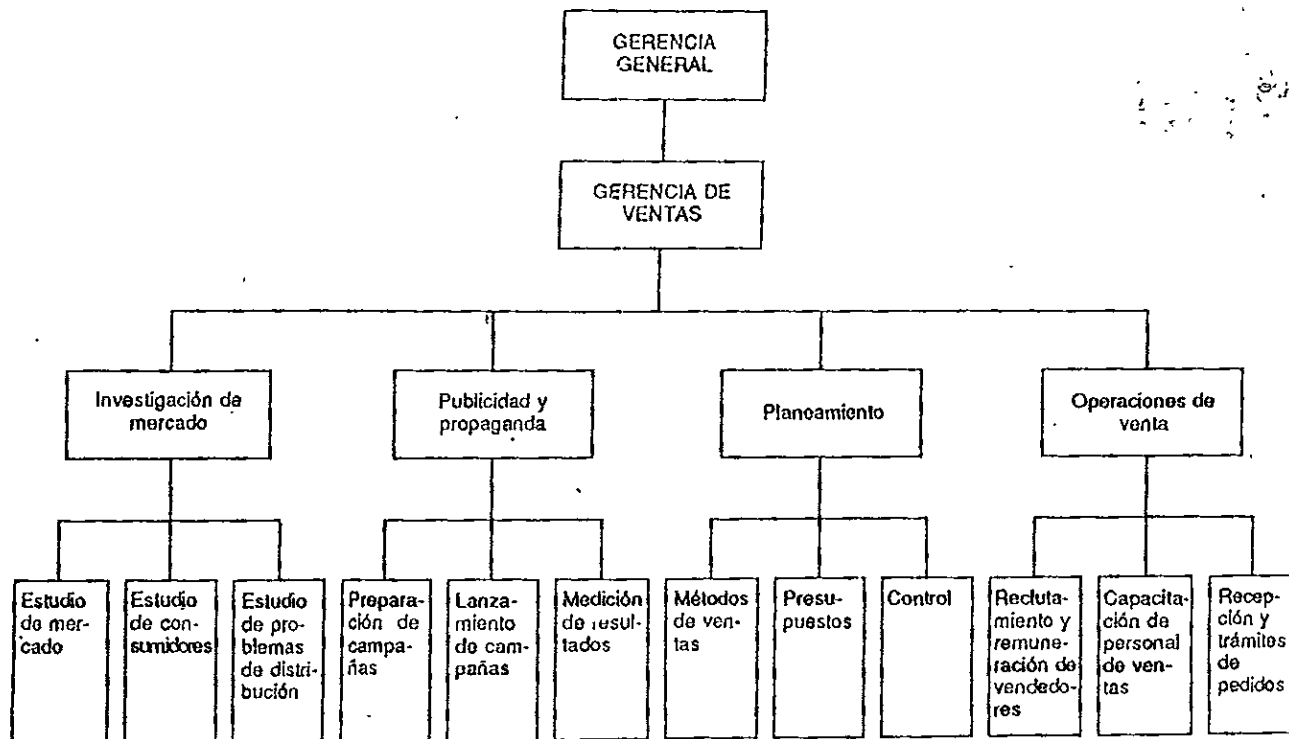 GERENCIA
GENERAL
GERENCIA DE
VENTAS
Investigación de
mercado
Publicidad y
propaganda
Planeamiento
Operaciones de
venta
Estudio
de mer-
cado
Estudio
de con-
sumidores
Estudio
de pro-
blemas
de distri-
bución
Prepara-
ción de
campa-
ñas
Lanza-
miento
de cam-
pañas
Medición
de resul-
tados
Métodos
de ven-
tas
Presu-
puestos
Control
Recluta-
miento y
remune-
ración de
vendedo-
res
Capacita-
ción de
personal
de ven-
tas
Recep-
ción y
trámites
de
pedidos